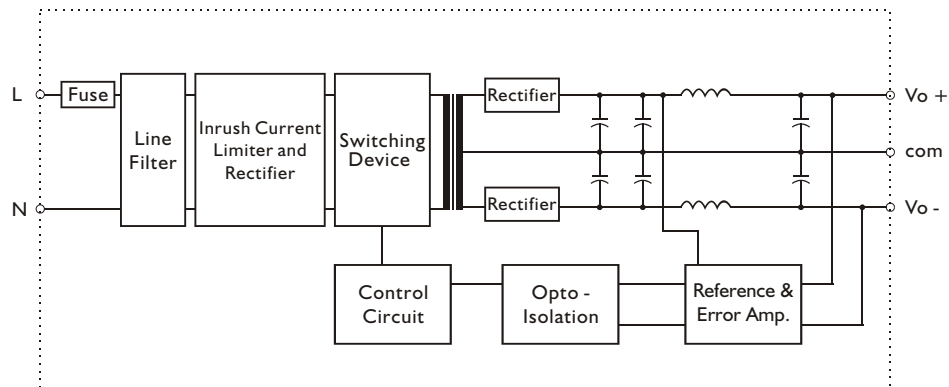 L
Fuse
Line
Filter
Inrush Current
Limiter and
Rectifier
Switching
Device
Rectifier
Vo +
com
N
Rectifier
Vo -
Control
Circuit
Opto -
Isolation
Reference &
Error Amp.